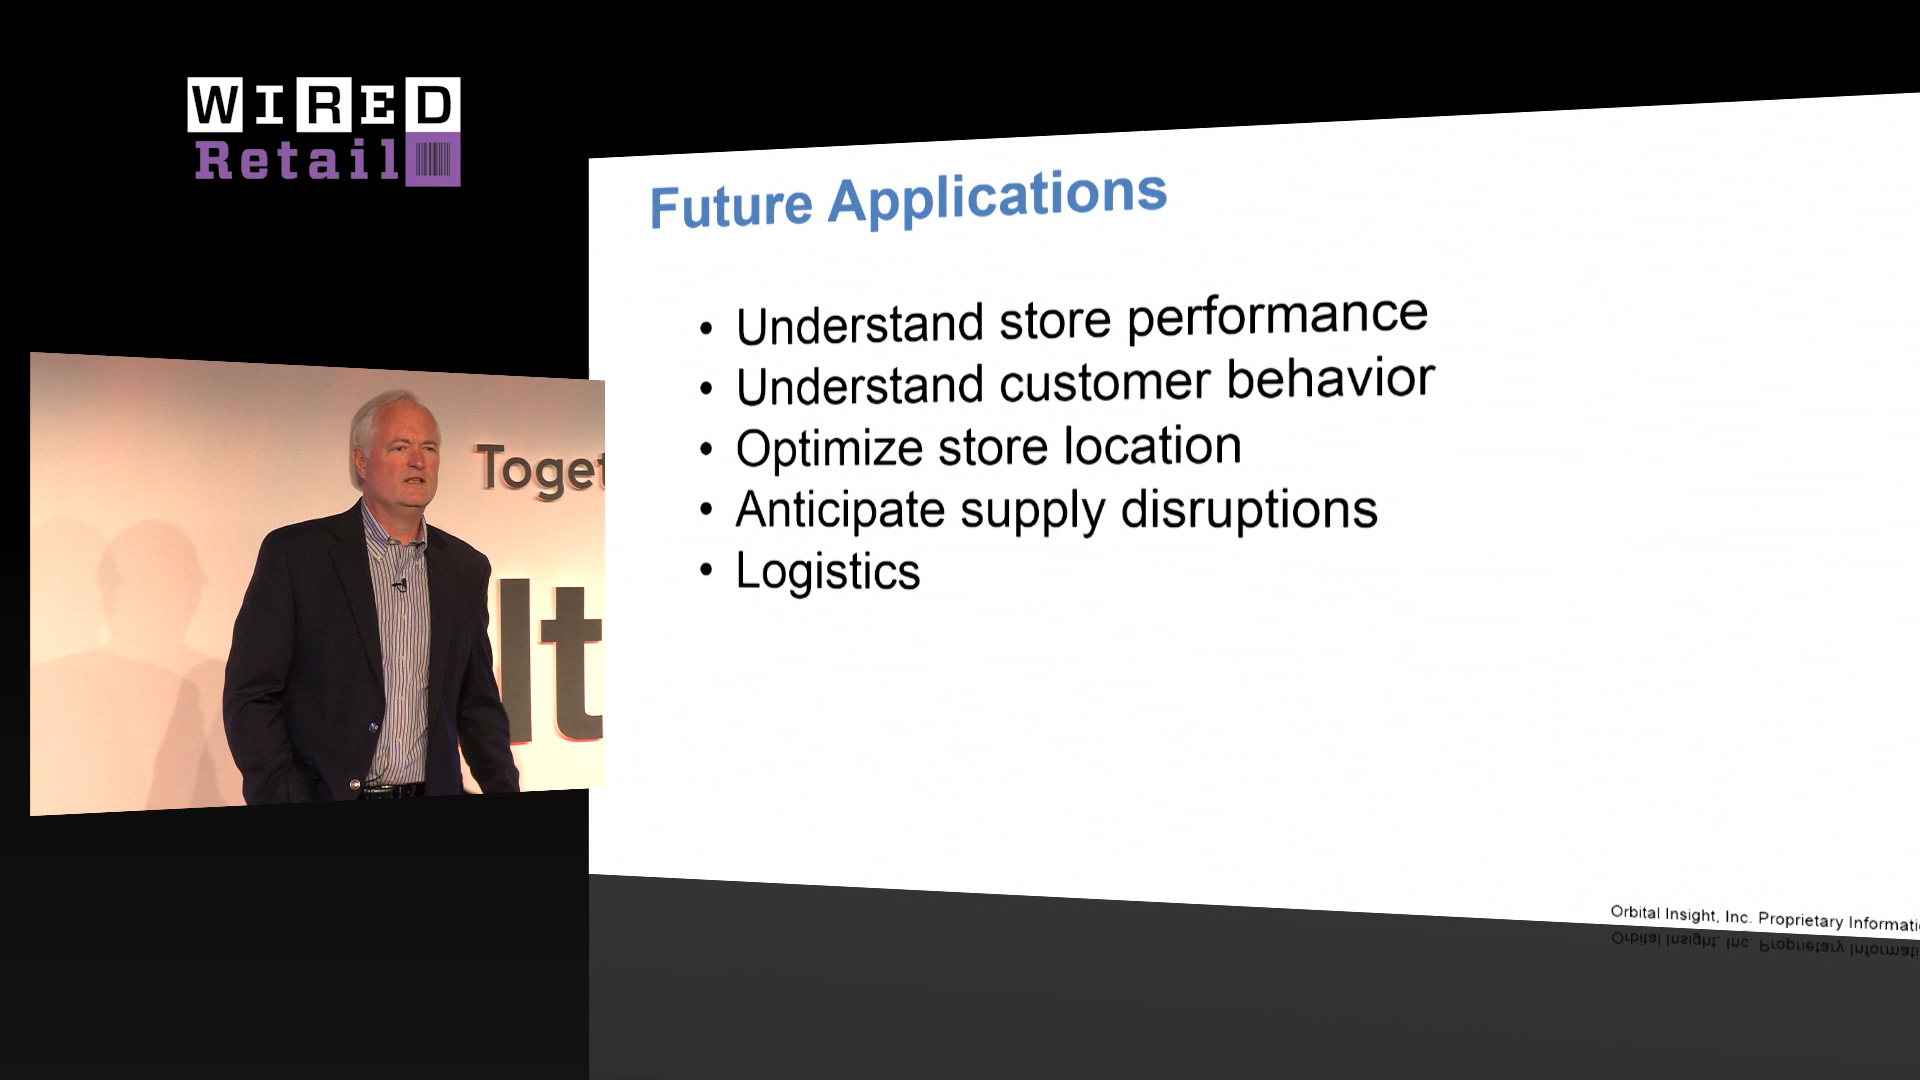 WIRED
Retail
Future Applications
• Understand store performance
• Understand customer behavior
• Optimize store location
• Anticipate supply disruptions
• Logistics
Toget
It
Orbital Insight, Inc. Proprietary Informati